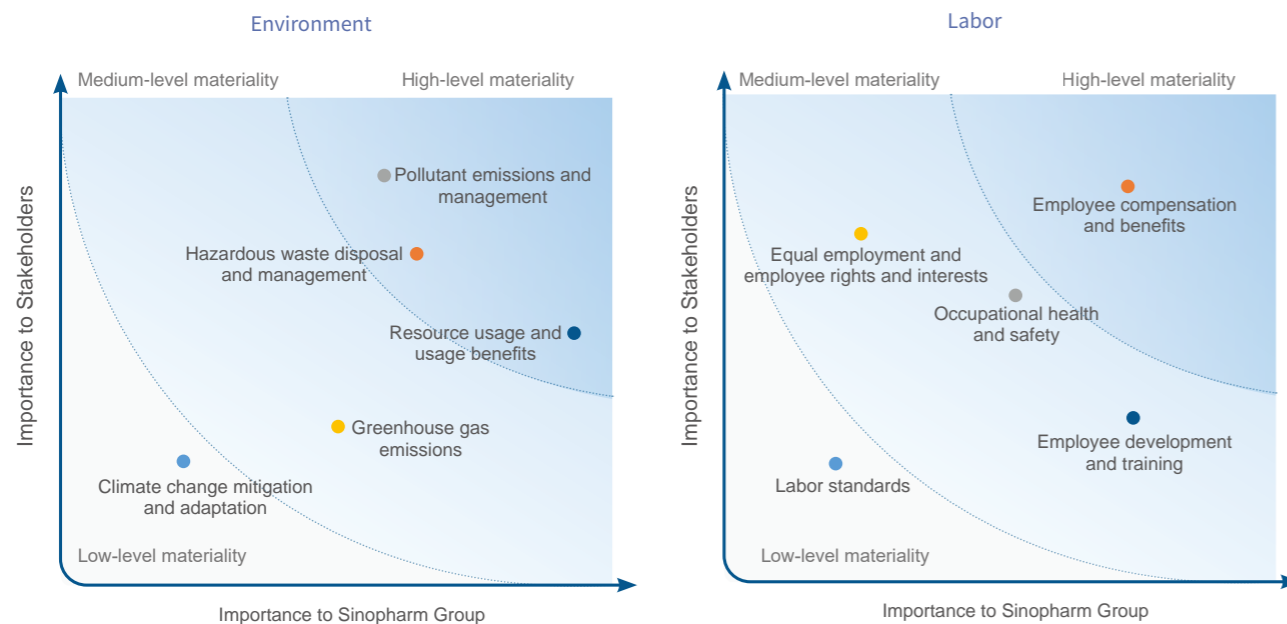 Environment
Medium-level materiality
High-level materiality
Importance to Stakeholders
Pollutant emissions and
management
Hazardous waste disposal
and management
Resource usage and
usage benefits
Greenhouse gas
emissions
Climate change mitigation
and adaptation
Low-level materiality
Importance to Sinopharm Group
Labor
Medium-level materiality
High-level materiality
Importance to Stakeholders
Employee compensation
and benefits
Equal employment and
employee rights and interests
Occupational health
and safety
Employee development
and training
Labor standards
Low-level materiality
Importance to Sinopharm Group